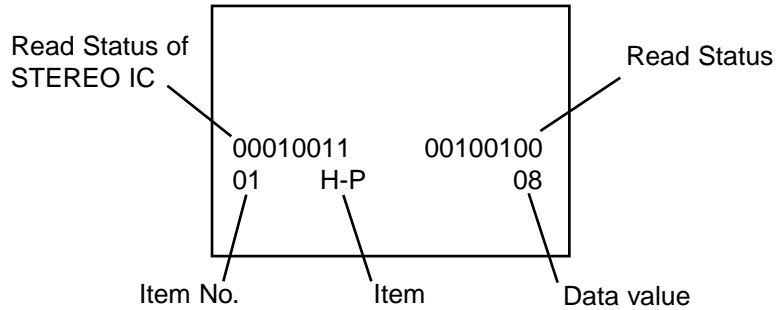 Read Status of
STEREO IC
Read Status
00010011 00100100
01 H-P 08
Item No. Item Data value